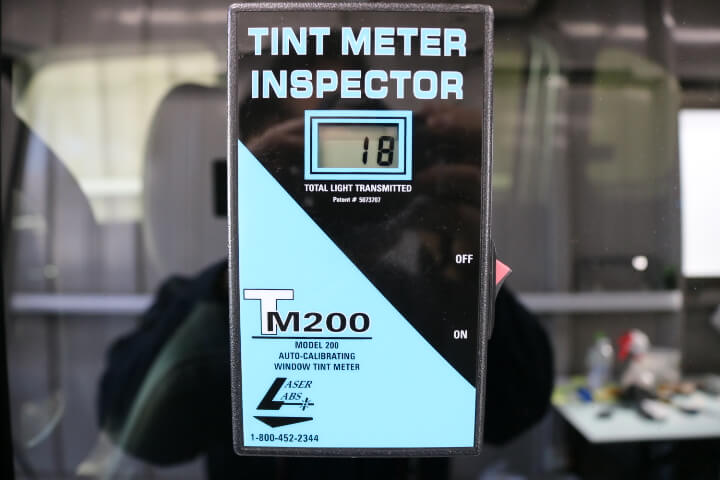 TINT METER
INSPECTOR
18
TOTAL LIGHT TRANSMITTED
Patent # 5073707
OFF
ON
TM200
MODEL 200
AUTO-CALIBRATING
WINDOW TINT METER
LASER
LABS
1-800-452-2344